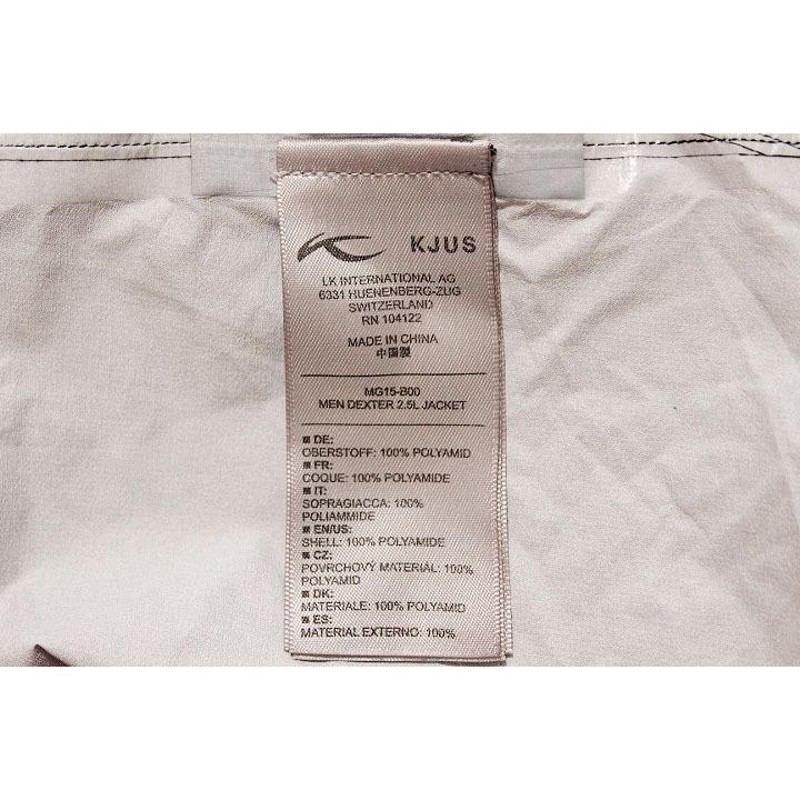 KJUS
LK INTERNATIONAL AG
6331 HUENENBERG-ZUG
SWITZERLAND
RN 104122
MADE IN CHINA
中國製
MG15-B00
MEN DEXTER 2.5L JACKET
DE:
OBERSTOFF: 100% POLYAMID
FR:
COQUE: 100% POLYAMIDE
IT:
SOPRAGIACCA: 100%
POLIAMMIDE
EN/US:
SHELL: 100% POLYAMIDE
CZ:
POVRCHOVÝ MATERIÁL: 100%
POLYAMID
DK:
MATERIALE: 100% POLYAMID
ES:
MATERIAL EXTERNO: 100%